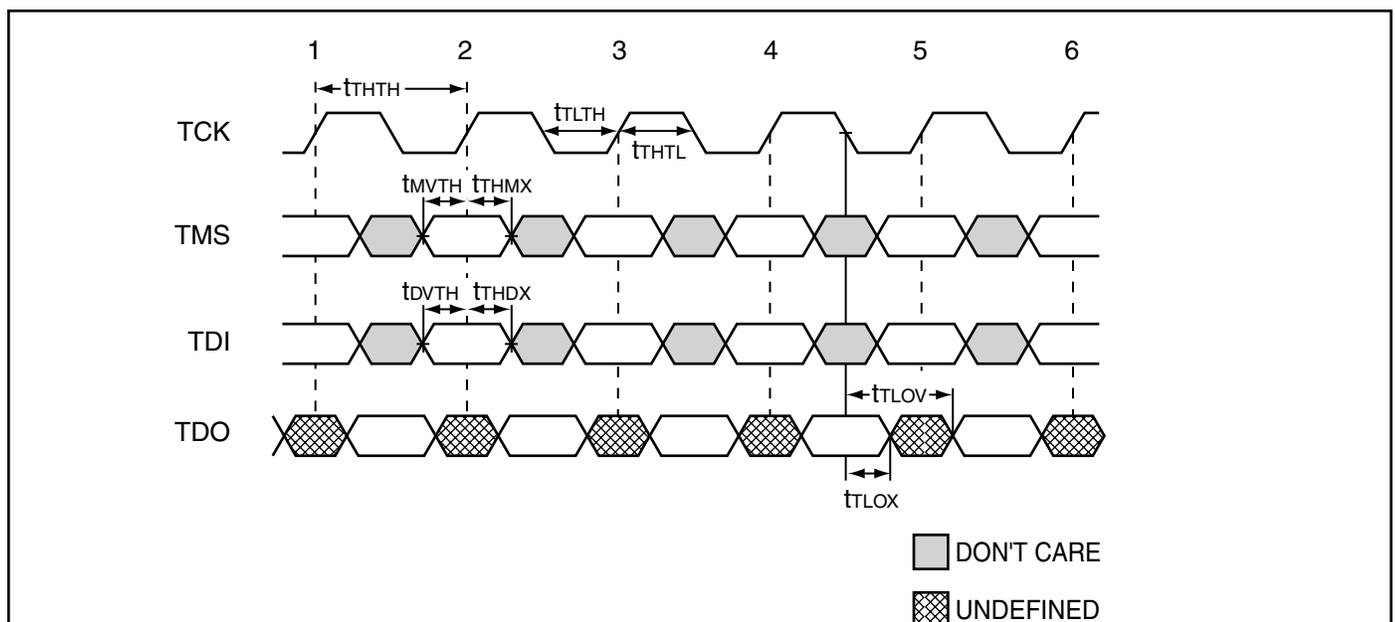 1 2 3 4 5 6
tTHTH
tTLTH
TCK
tTHTL
tMVTH tTHMX
TMS
tDVTH tTHDX
TDI
tTLOV
TDO
tTLOX
DON'T CARE
UNDEFINED